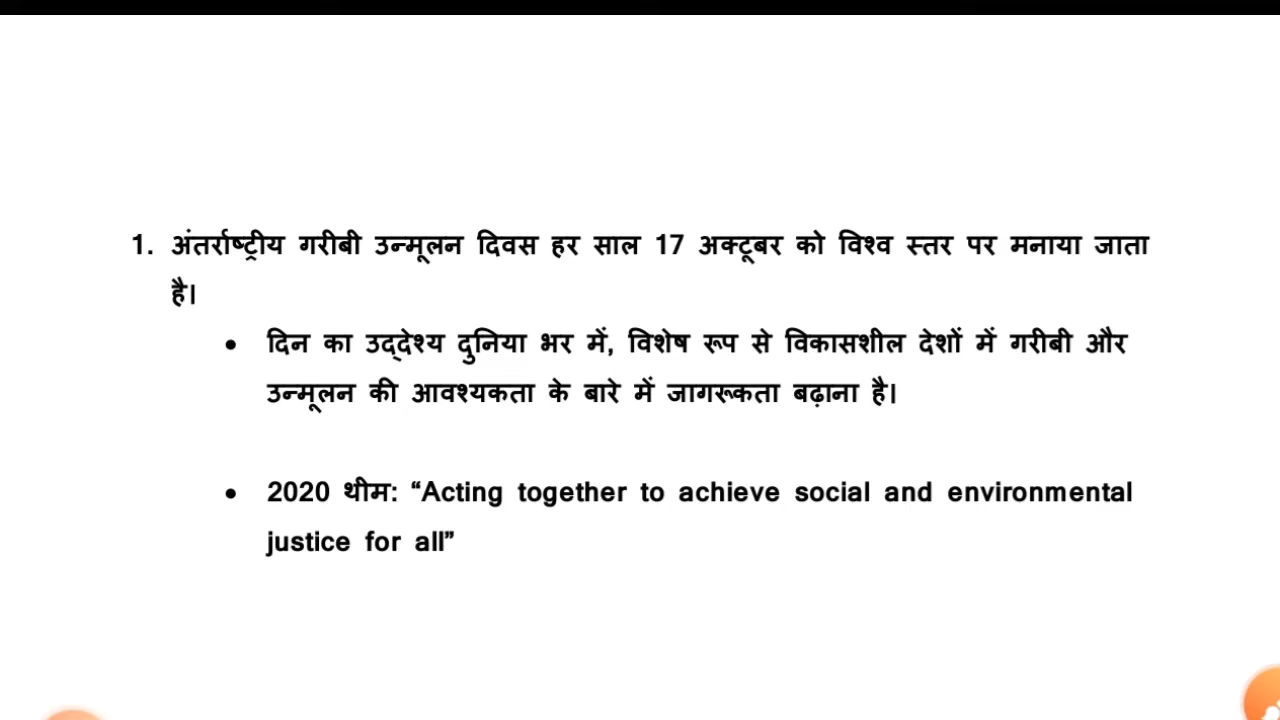 1. अंतर्राष्ट्रीय गरीबी उन्मूलन दिवस हर साल 17 अक्टूबर को विश्व स्तर पर मनाया जाता
है।
• दिन का उद्देश्य दुनिया भर में, विशेष रूप से विकासशील देशों में गरीबी और
उन्मूलन की आवश्यकता के बारे में जागरूकता बढ़ाना है।
• 2020 थीम: “Acting together to achieve social and environmental
justice for all”